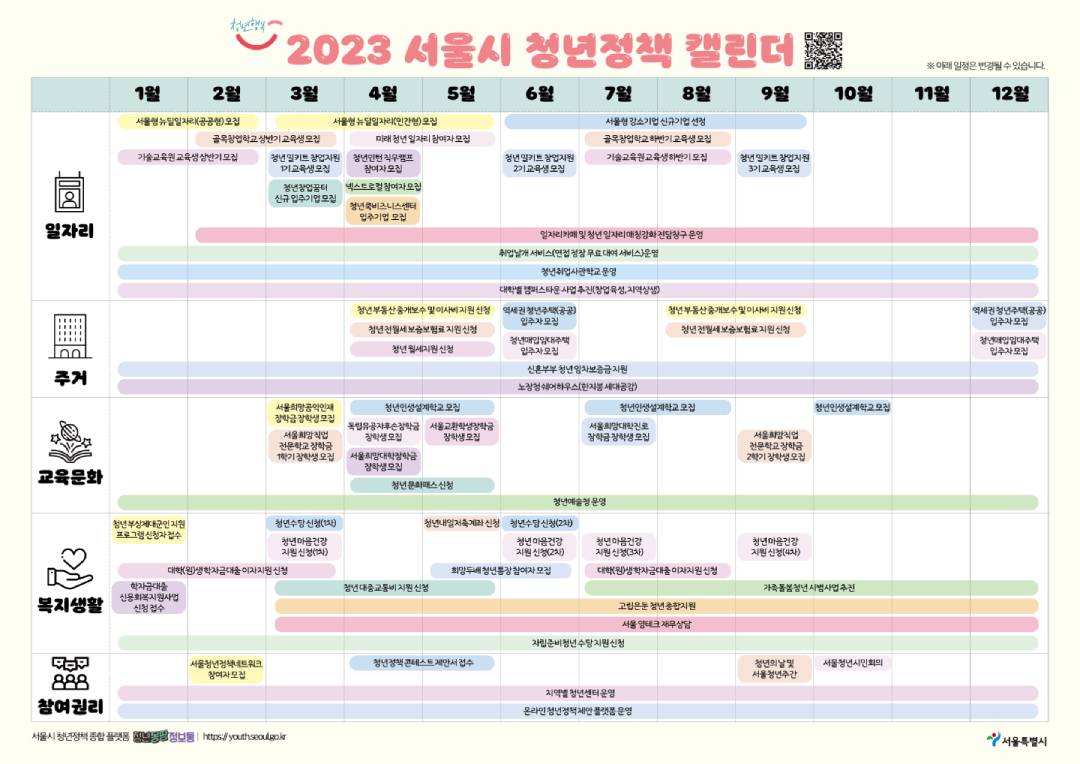 청년행복
2023 서울시 청년정책 캘린더
※ 아래 일정은 변경될 수 있습니다.
1월 2월 3월 4월 5월 6월 7월 8월 9월 10월 11월 12월
일자리
서울형 뉴딜일자리(공공형) 모집
서울형 뉴딜일자리(민간형) 모집
서울형 강소기업 신규기업 선정
골목창업학교 상반기 교육생 모집
미래 청년 일자리 참여자 모집
골목창업학교 하반기 교육생 모집
기술교육원 교육생 상반기 모집
청년 밀키트 창업지원
1기 교육생 모집
청년인턴 직무캠프
참여자 모집
청년 밀키트 창업지원
2기 교육생 모집
기술교육원 교육생 하반기 모집
청년 밀키트 창업지원
3기 교육생 모집
청년창업꿈터
신규 입주기업 모집
넥스트로컬 참여자 모집
청년쿡비즈니스센터
입주기업 모집
일자리카페 및 청년 일자리 매칭강화 전담창구 운영
취업날개 서비스(면접 정장 무료 대여 서비스)운영
청년취업사관학교 운영
대학별 캠퍼스타운 사업 추진(창업 육성, 지역상생)
주거
청년 부동산 중개보수 및 이사비 지원 신청
역세권 청년주택(공공)
입주자 모집
청년 부동산 중개보수 및 이사비 지원 신청
역세권 청년주택(공공)
입주자 모집
청년 전월세 보증보험료 지원 신청
청년 전월세 보증보험료 지원 신청
청년 월세지원 신청
청년매입임대주택
입주자 모집
청년매입임대주택
입주자 모집
신혼부부 청년 임차보증금 지원
노장청 쉐어하우스(한지붕 세대공감)
교육문화
서울희망공익인재
장학금 장학생 모집
청년인생설계학교 모집
청년인생설계학교 모집
청년인생설계학교 모집
서울희망직업
전문학교 장학금
1학기 장학생 모집
독립유공자후손장학금
장학생 모집
서울교환학생장학금
장학생 모집
서울희망대학진로
장학금 장학생 모집
서울희망직업
전문학교 장학금
2학기 장학생 모집
서울희망대학장학금
장학생 모집
청년 문화패스 신청
청년예술청 운영
복지생활
청년 부상제대군인 지원
프로그램 신청자 접수
청년수당 신청(1차)
청년내일저축계좌 신청
청년수당 신청(2차)
청년 마음건강
지원 신청(1차)
청년 마음건강
지원 신청(2차)
청년 마음건강
지원 신청(3차)
청년 마음건강
지원 신청(4차)
대학(원)생 학자금대출 이자지원 신청
희망두배 청년통장 참여자 모집
대학(원)생 학자금대출 이자지원 신청
학자금대출
신용회복지원사업
신청 접수
청년 대중교통비 지원 신청
가족돌봄청년 시범사업 추진
고립은둔 청년 종합지원
서울 영테크 재무상담
자립준비청년 수당 지원 신청
참여권리
서울청년정책네트워크
참여자 모집
청년정책 콘테스트 제안서 접수
청년의 날 및
서울청년주간
서울청년시민회의
지역별 청년센터 운영
온라인 청년정책 제안 플랫폼 운영
서울시 청년정책 종합 플랫폼 청년몽땅정보통 | https://youth.seoul.go.kr
서울특별시